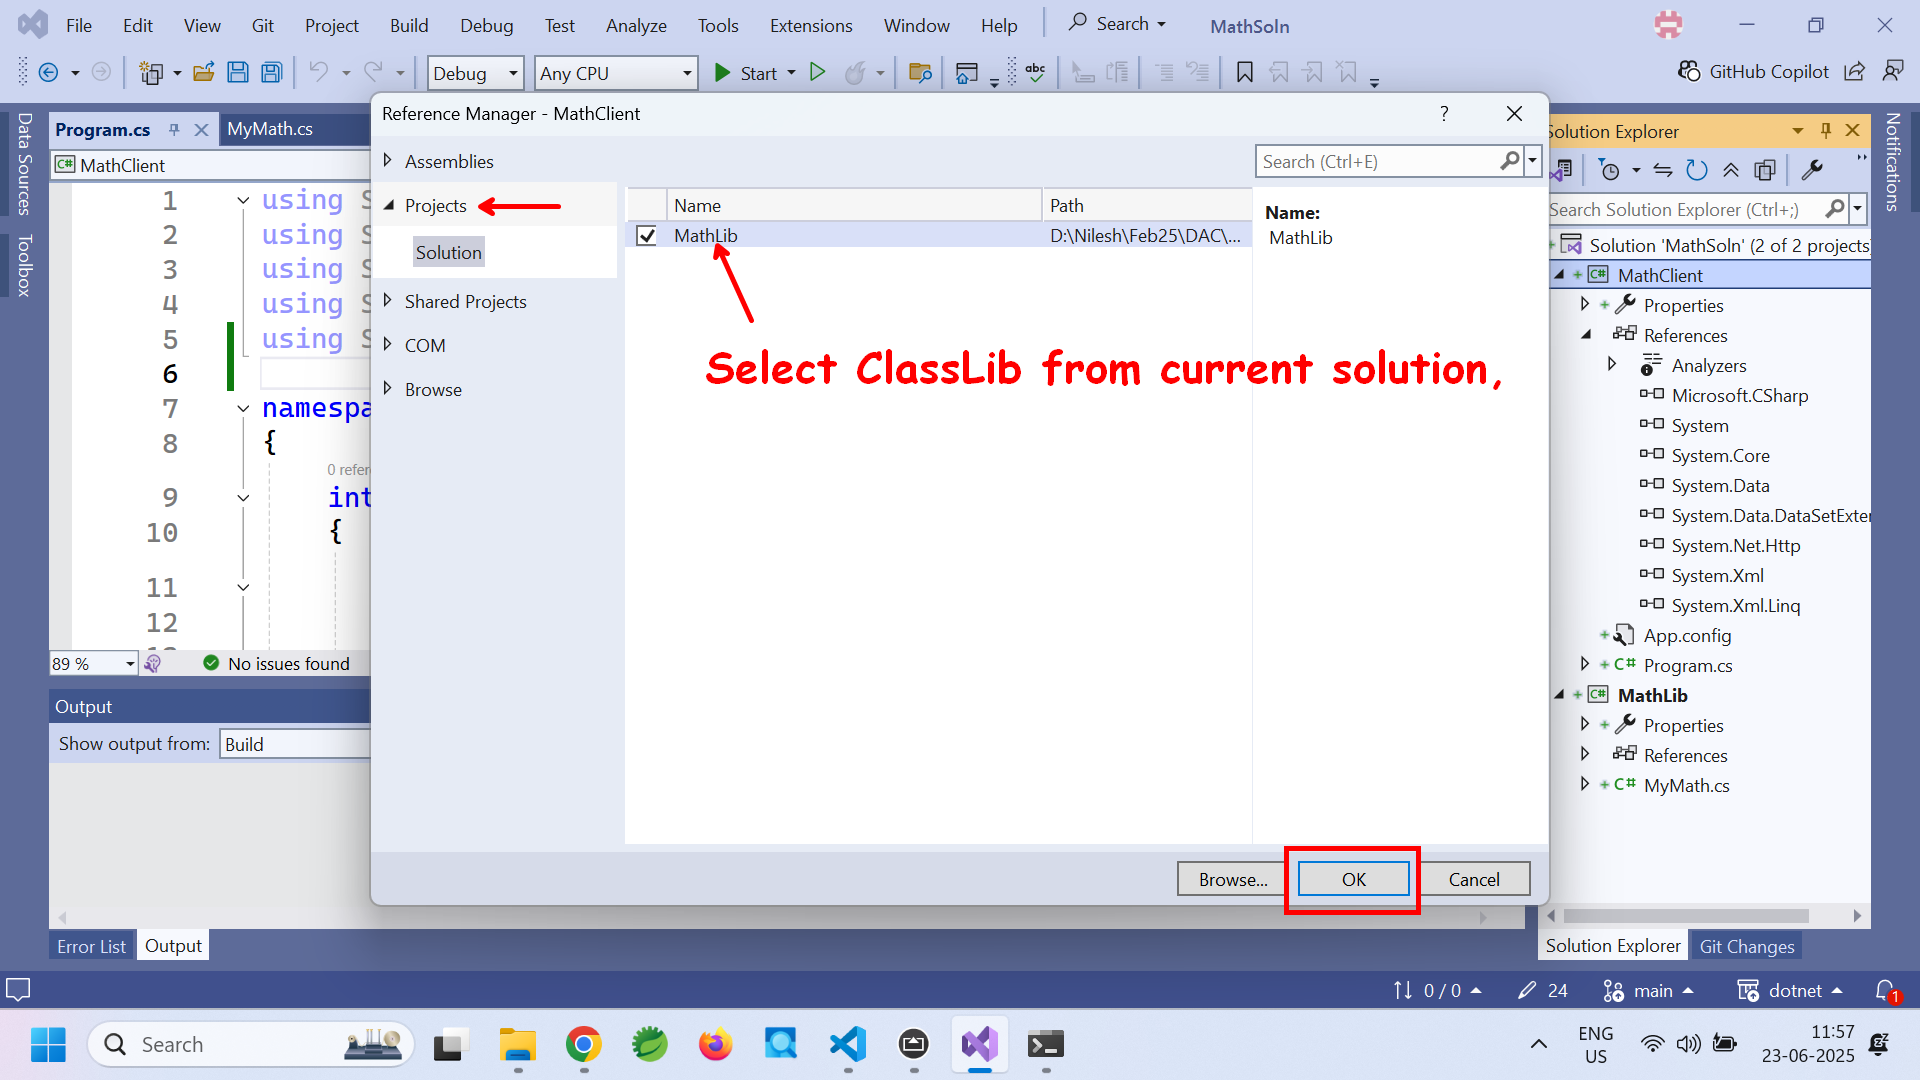 File Edit View Git Project Build Debug Test Analyze Tools Extensions Window Help Search MathSoln
Debug Any CPU Start abc GitHub Copilot
Data Sources
Toolbox
Program.cs MyMath.cs
C# MathClient
1 using S
2 using S
3 using S
4 using S
5 using S
6
7 namespa
8 {
0 refer
9 int
10 {
11
12
89 % No issues found
Output
Show output from: Build
Error List Output
Reference Manager - MathClient ?
Assemblies
Search (Ctrl+E)
Projects
Solution
Shared Projects
COM
Browse
Name Path
MathLib D:\Nilesh\Feb25\DAC\...
Name:
MathLib
Select ClassLib from current solution,
Browse... OK Cancel
Solution Explorer
Search Solution Explorer (Ctrl+;)
Solution 'MathSoln' (2 of 2 projects)
C# MathClient
Properties
References
Analyzers
Microsoft.CSharp
System
System.Core
System.Data
System.Data.DataSetExten
System.Net.Http
System.Xml
System.Xml.Linq
App.config
C# Program.cs
C# MathLib
Properties
References
C# MyMath.cs
Solution Explorer Git Changes
Notifications
0 / 0 24 main dotnet 1
Search
ENG
US
11:57
23-06-2025